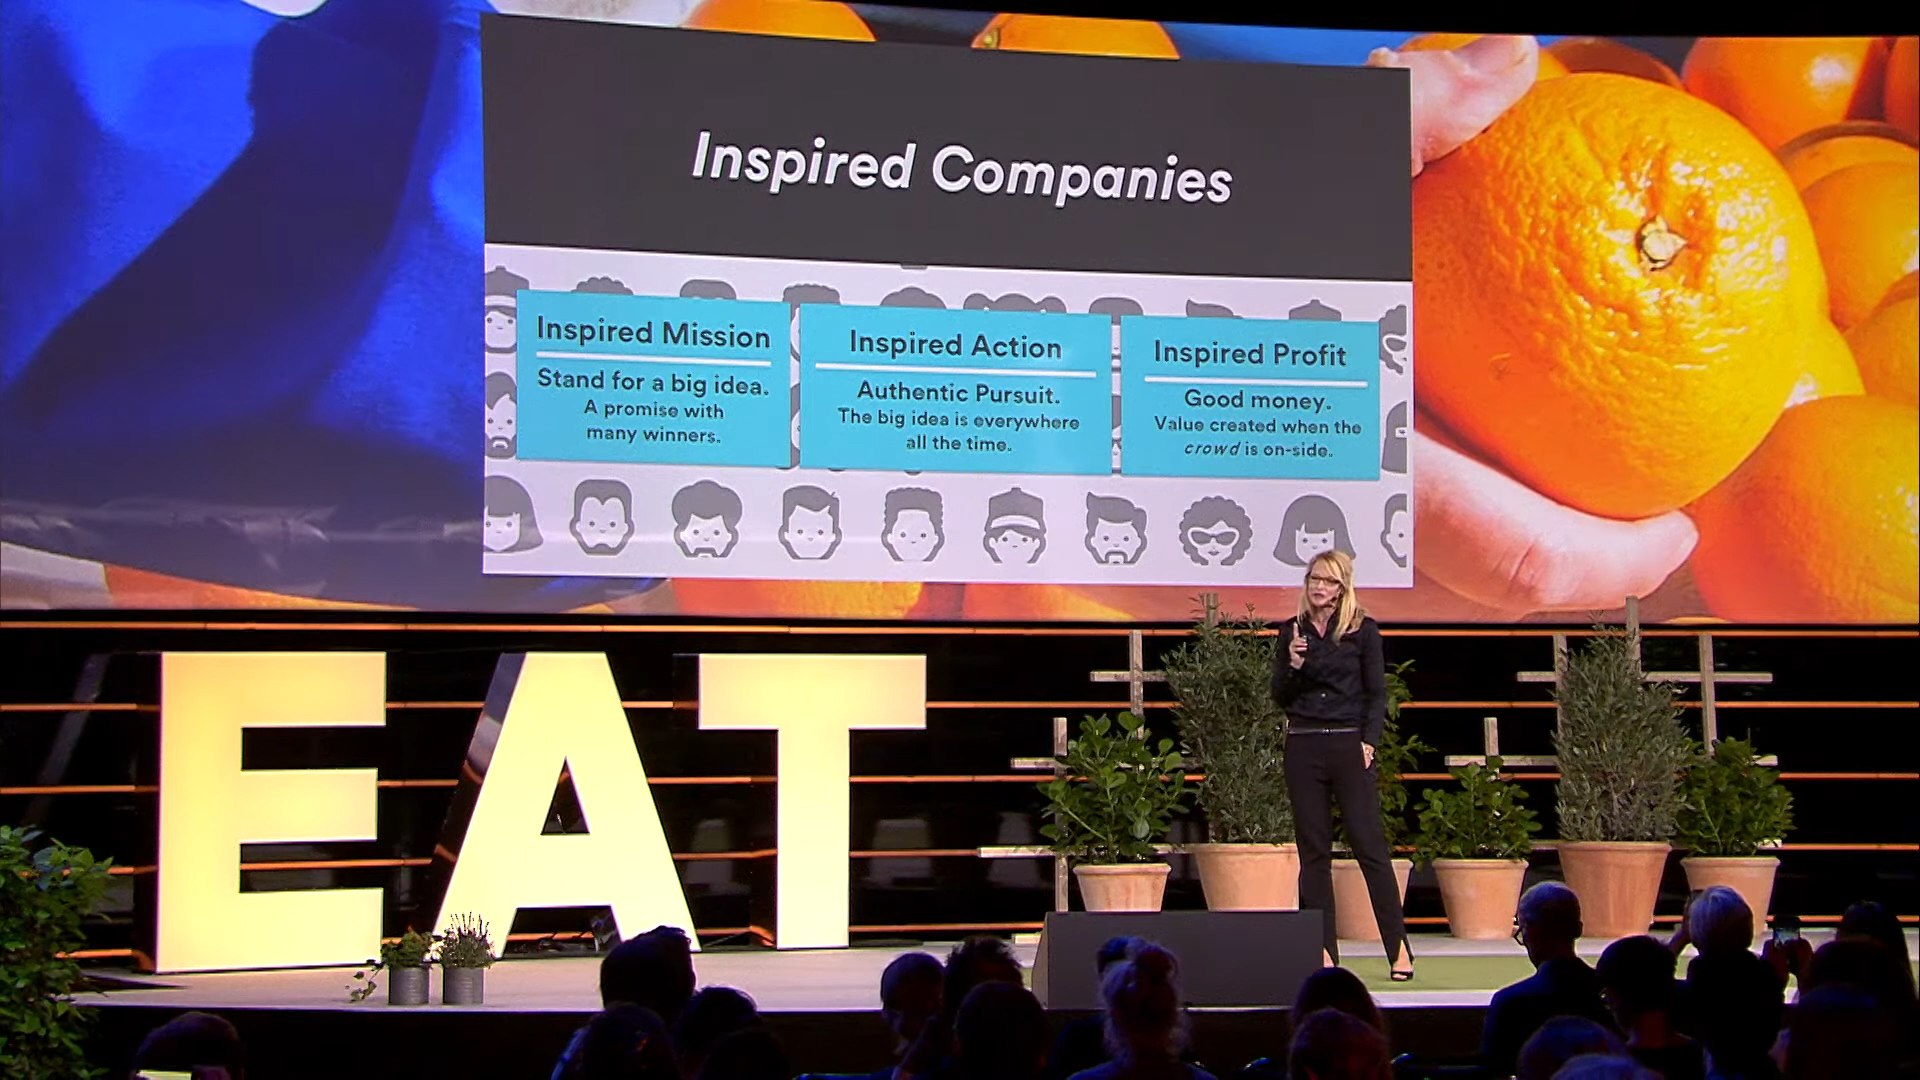 Inspired Companies
Inspired Mission
Stand for a big idea.
A promise with
many winners.
Inspired Action
Authentic Pursuit.
The big idea is everywhere
all the time.
Inspired Profit
Good money.
Value created when the
crowd is on-side.
EAT